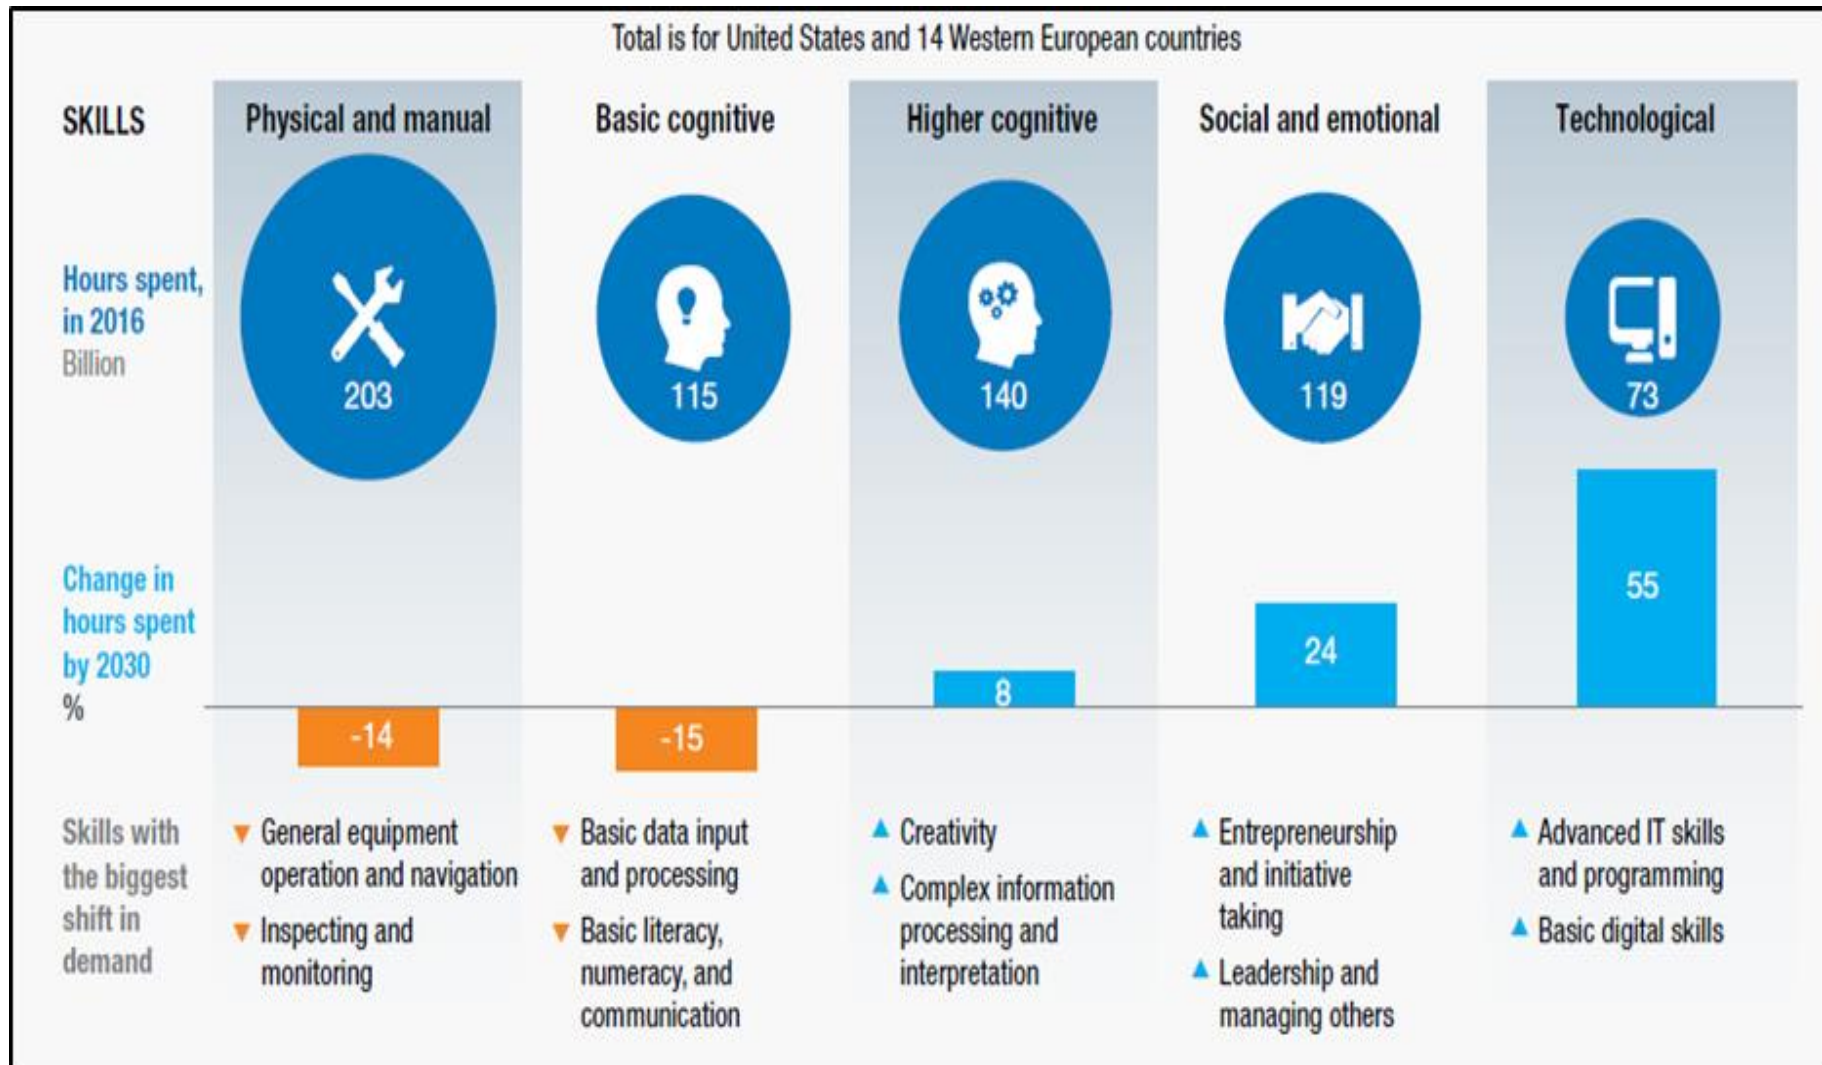 Total is for United States and 14 Western European countries
SKILLS
Physical and manual
Basic cognitive
Higher cognitive
Social and emotional
Technological
Hours spent,
in 2016
Billion
203
115
140
119
73
Change in
hours spent
by 2030
%
-14
-15
8
24
55
Skills with
the biggest
shift in
demand
▼ General equipment
operation and navigation
▼ Inspecting and
monitoring
▼ Basic data input
and processing
▼ Basic literacy,
numeracy, and
communication
▲ Creativity
▲ Complex information
processing and
interpretation
▲ Entrepreneurship
and initiative
taking
▲ Leadership and
managing others
▲ Advanced IT skills
and programming
▲ Basic digital skills